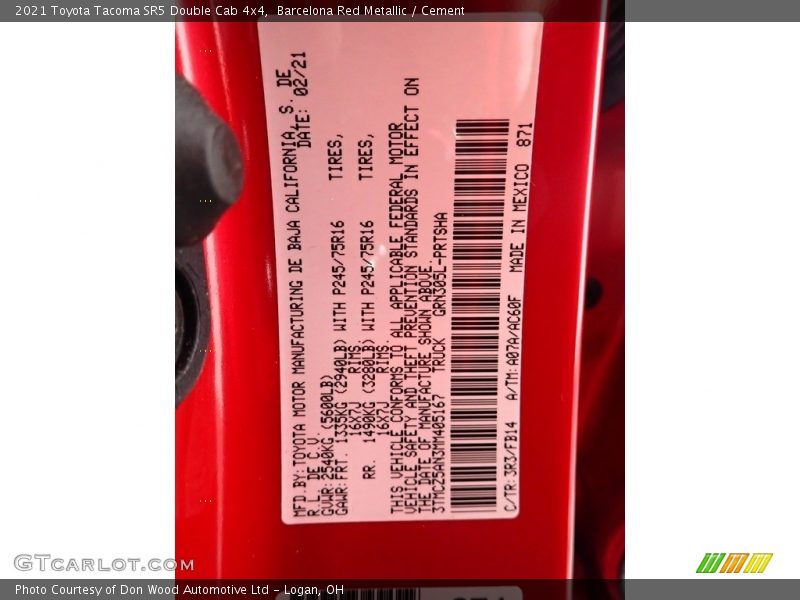 2021 Toyota Tacoma SR5 Double Cab 4x4, Barcelona Red Metallic / Cement
MFD.BY:TOYOTA MOTOR MANUFACTURING DE BAJA CALIFORNIA, S. DE
R.L. DE C.V. DATE: 02/21
GVWR:2540KG (5600LB)
GAWR:FRT. 1335KG (2940LB) WITH P245/75R16 TIRES,
16X7J RIMS
RR. 1490KG (3280LB) WITH P245/75R16 TIRES,
16X7J RIMS.
THIS VEHICLE CONFORMS TO ALL APPLICABLE FEDERAL MOTOR
VEHICLE SAFETY AND THEFT PREVENTION STANDARDS IN EFFECT ON
THE DATE OF MANUFACTURE SHOWN ABOVE.
3TMCZ5AN3MM405167 TRUCK GRN305L-PRTSHA
C/TR:3R3/FB14 A/TM:A07A/AC60F MADE IN MEXICO 871
GTcarlot.com
Photo Courtesy of Don Wood Automotive Ltd - Logan, OH